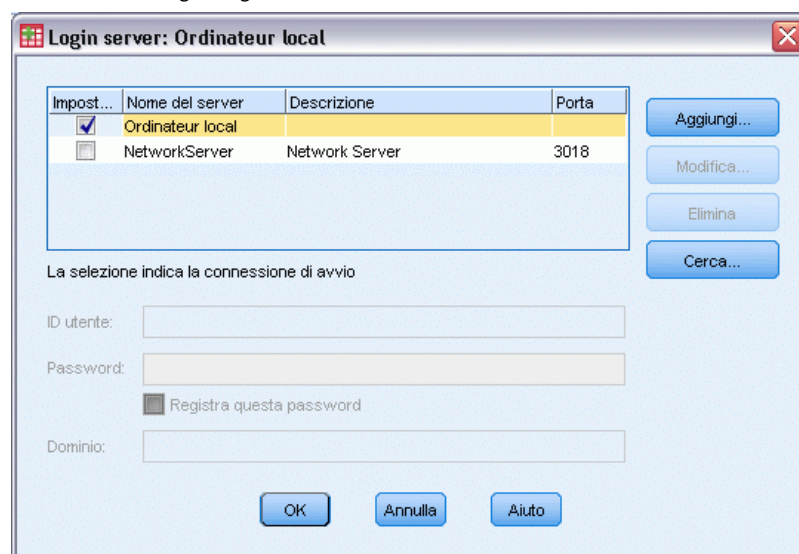 Login server: Ordinateur local
Impost... Nome del server Descrizione Porta
Ordinateur local
NetworkServer Network Server 3018
Aggiungi...
Modifica...
Elimina
Cerca...
La selezione indica la connessione di avvio
ID utente:
Password:
Registra questa password
Dominio:
OK Annulla Aiuto